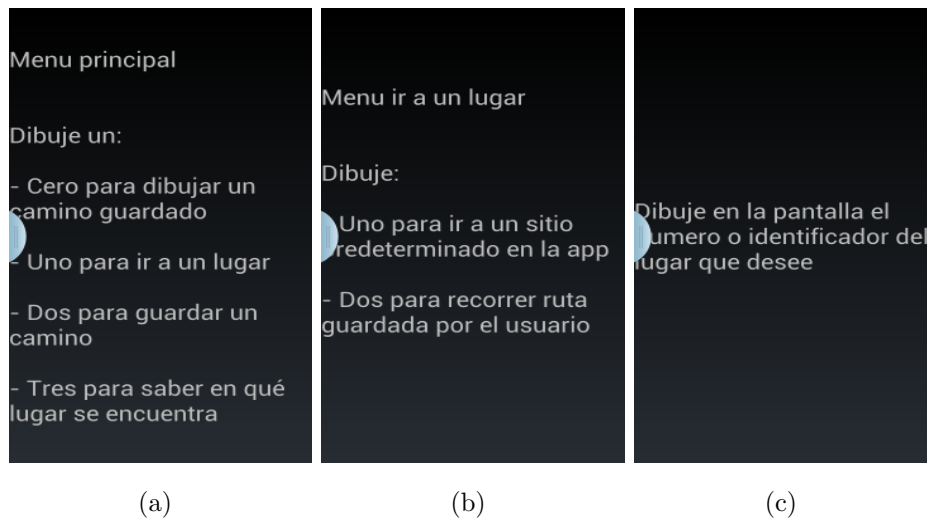 Menu principal
Dibuje un:
- Cero para dibujar un
camino guardado
- Uno para ir a un lugar
- Dos para guardar un
camino
- Tres para saber en qué
lugar se encuentra
(a)
Menu ir a un lugar
Dibuje:
Uno para ir a un sitio
predeterminado en la app
- Dos para recorrer ruta
guardada por el usuario
(b)
Dibuje en la pantalla el
numero o identificador del
lugar que desee
(c)